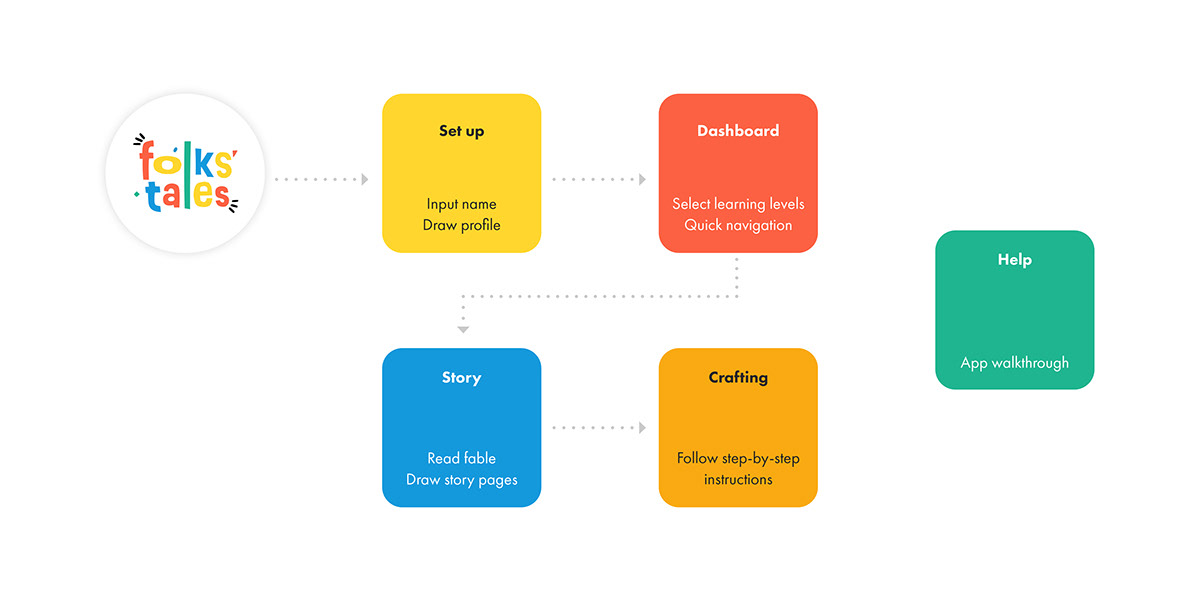 folks'
tales
Set up
Input name
Draw profile
Dashboard
Select learning levels
Quick navigation
Help
App walkthrough
Story
Read fable
Draw story pages
Crafting
Follow step-by-step
instructions